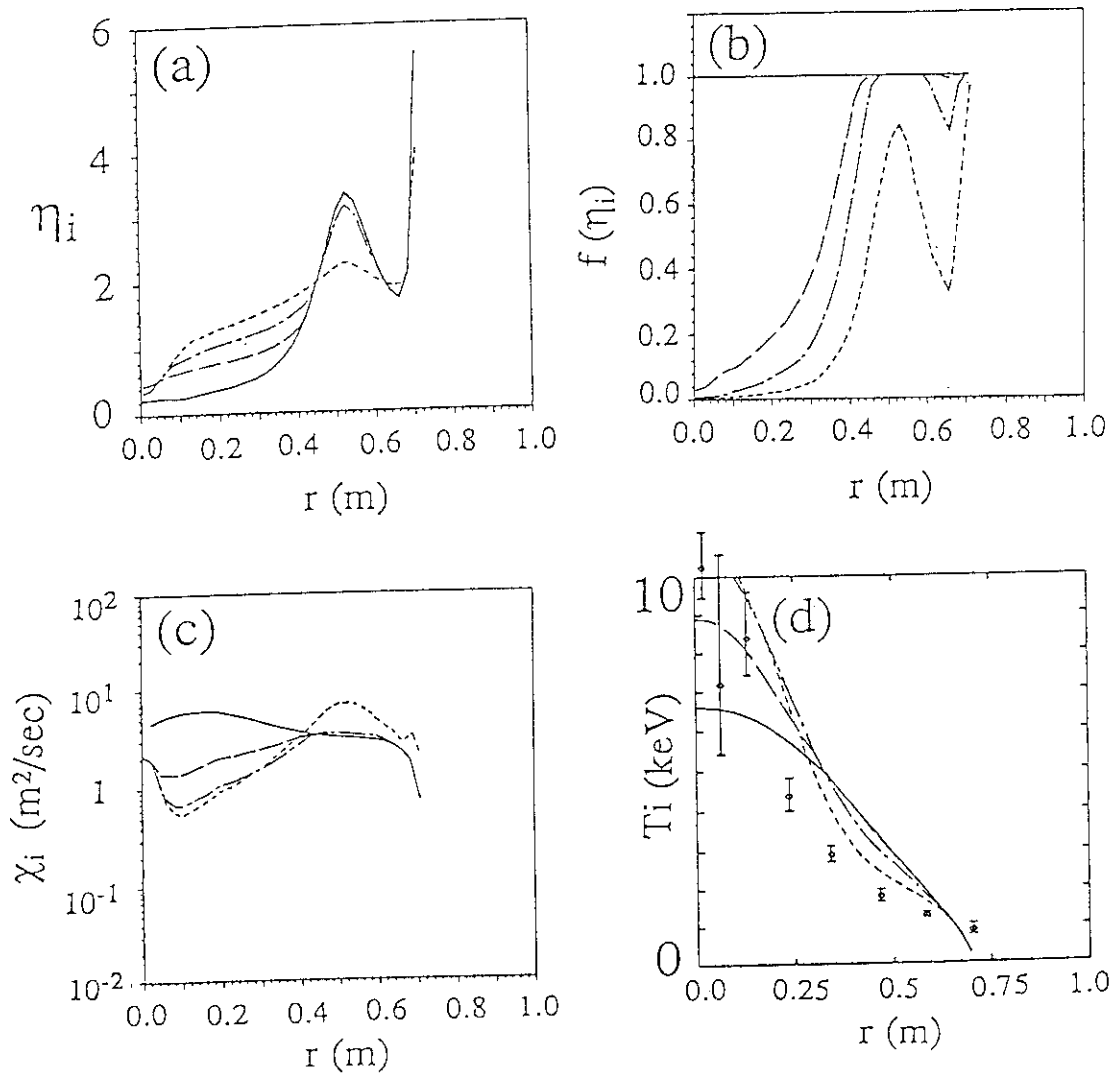 (a)
6
4
2
0
ηi
0.0 0.2 0.4 0.6 0.8 1.0
r (m)
(b)
1.0
0.8
0.6
0.4
0.2
0.0
f (ηi)
0.0 0.2 0.4 0.6 0.8 1.0
r (m)
(c)
10²
10¹
1
10⁻¹
10⁻²
χi (m²/sec)
0.0 0.2 0.4 0.6 0.8 1.0
r (m)
(d)
10
0
Ti (keV)
0.0 0.25 0.5 0.75 1.0
r (m)